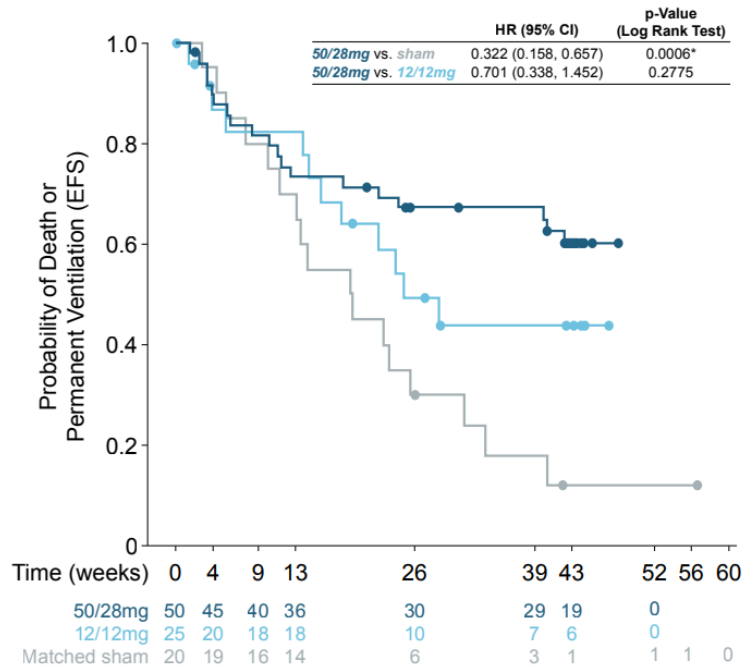 HR (95% CI) p-Value (Log Rank Test)
50/28mg vs. sham 0.322 (0.158, 0.657) 0.0006*
50/28mg vs. 12/12mg 0.701 (0.338, 1.452) 0.2775
Probability of Death or
Permanent Ventilation (EFS)
1.0
0.8
0.6
0.4
0.2
0
Time (weeks) 0 4 9 13 26 39 43 52 56 60
50/28mg 50 45 40 36 30 29 19 0
12/12mg 25 20 18 18 10 7 6 0
Matched sham 20 19 16 14 6 3 1 1 1 0